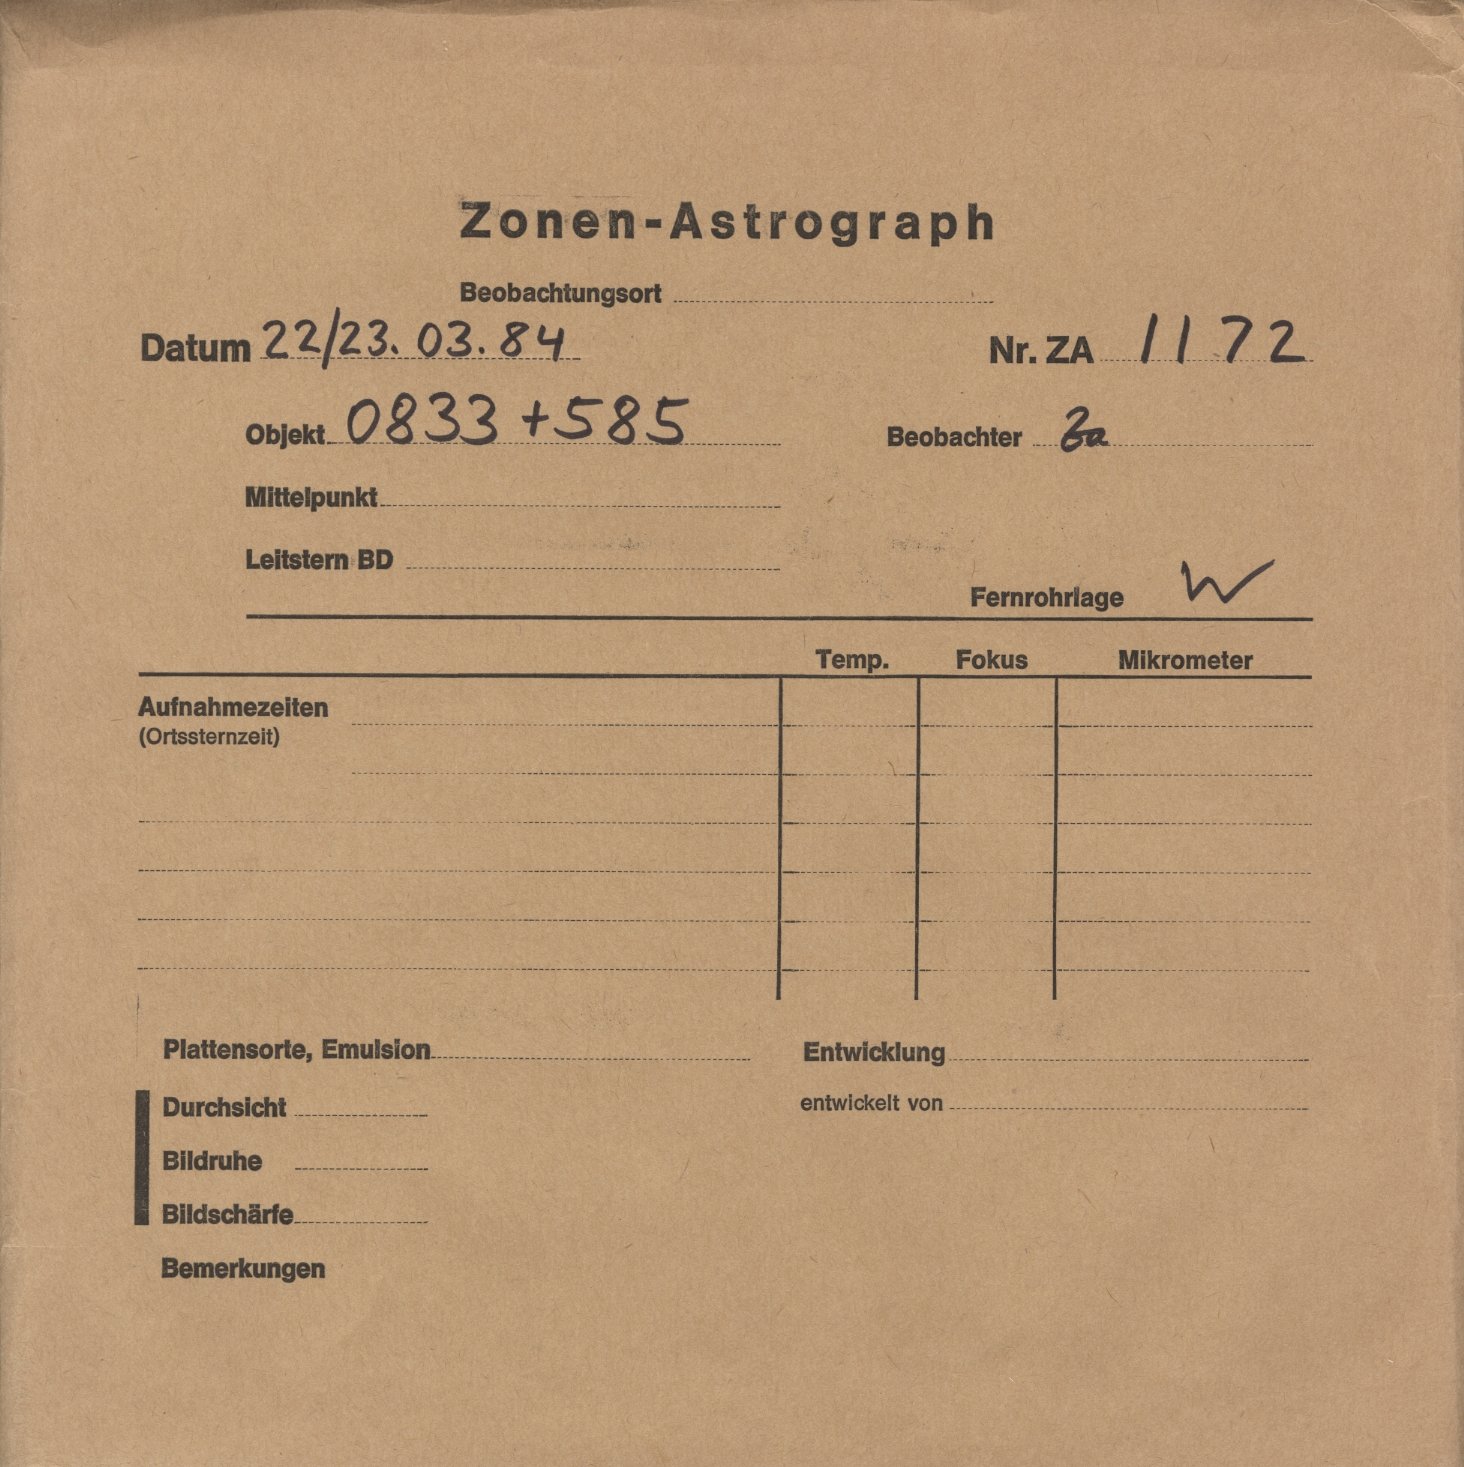 Zonen-Astrograph
Beobachtungsort
Datum 22/23. 03. 84 Nr. ZA 1172
Objekt 0833 +585 Beobachter
Mittelpunkt
Leitstern BD
Fernrohrlage W
Temp. Fokus Mikrometer
Aufnahmezeiten
(Ortssternzeit)
Plattensorte, Emulsion Entwicklung
Durchsicht entwickelt von
Bildruhe
Bildschärfe
Bemerkungen